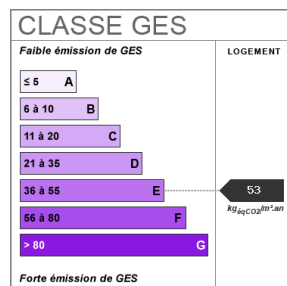 CLASSE GES
Faible émission de GES
LOGEMENT
≤ 5 A
6 à 10 B
11 à 20 C
21 à 35 D
36 à 55 E
53
kgéqCO2/m².an
56 à 80 F
> 80 G
Forte émission de GES